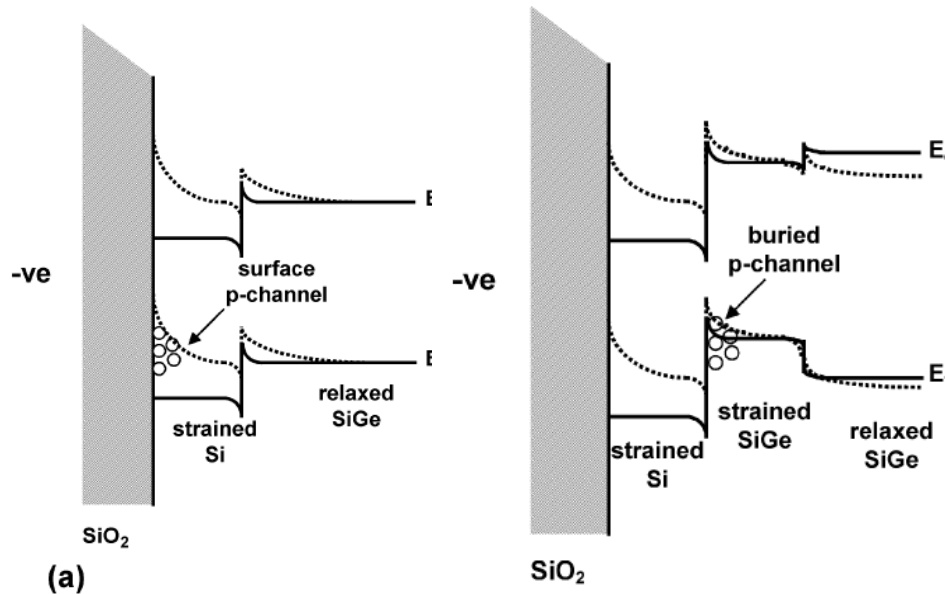 -ve
surface
p-channel
E
E
relaxed
SiGe
strained
Si
SiO₂
(a)
-ve
buried
p-channel
E
E
strained
SiGe
relaxed
SiGe
strained
Si
SiO₂